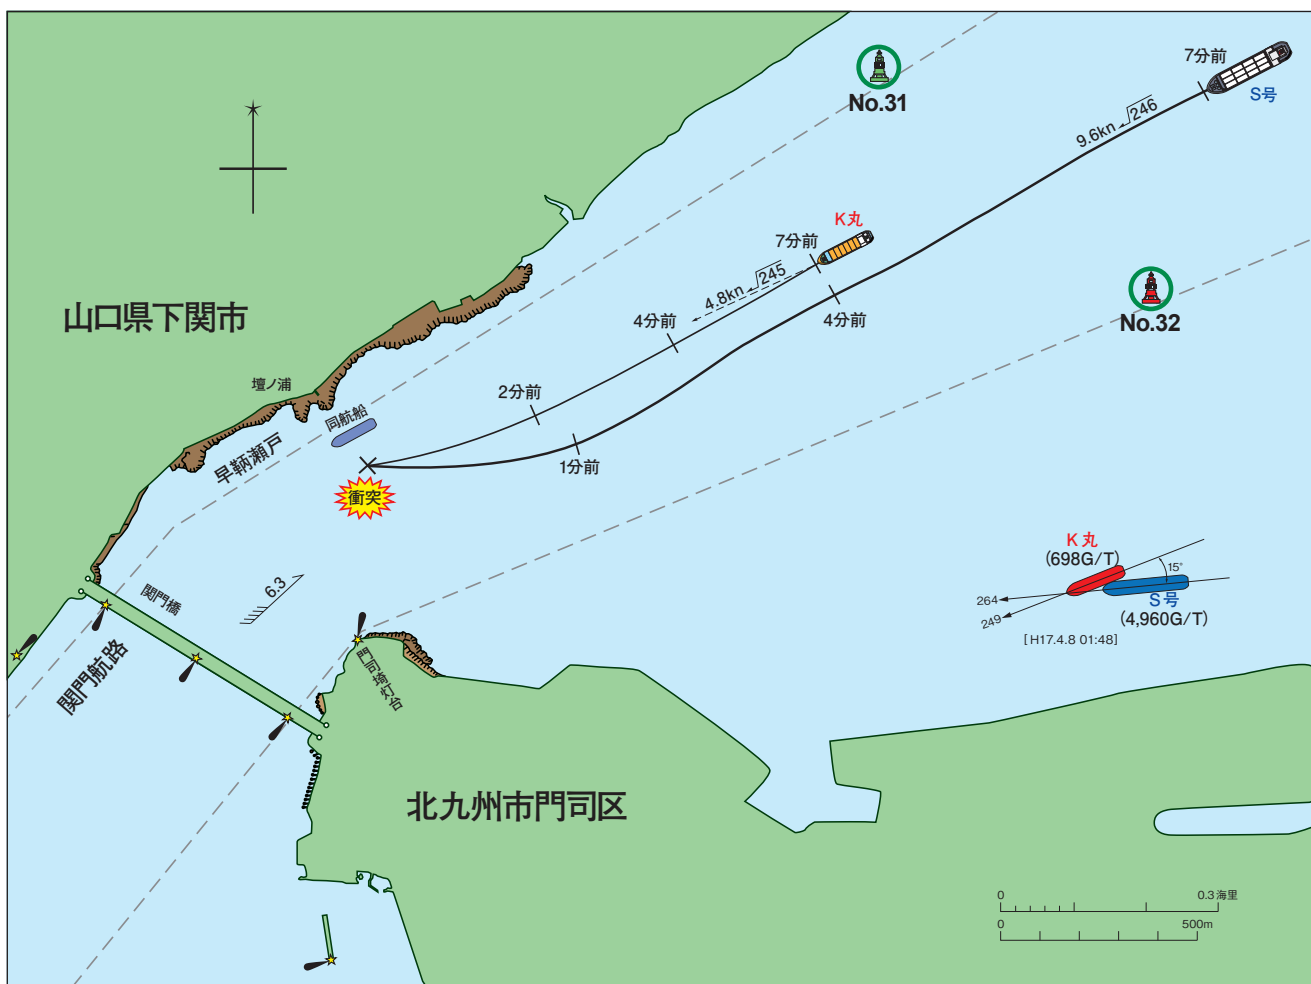 7分前
S号
No.31
246
9.6kn
K丸
7分前
245
4.8kn
4分前
4分前
No.32
山口県下関市
壇ノ浦
2分前
同航船
早鞆瀬戸
1分前
衝突
K丸
(698G/T)
15°
264
249
S号
(4,960G/T)
[H17.4.8 01:48]
6.3
関門橋
関門航路
門司埼灯台
北九州市門司区
0 0.3海里
0 500m